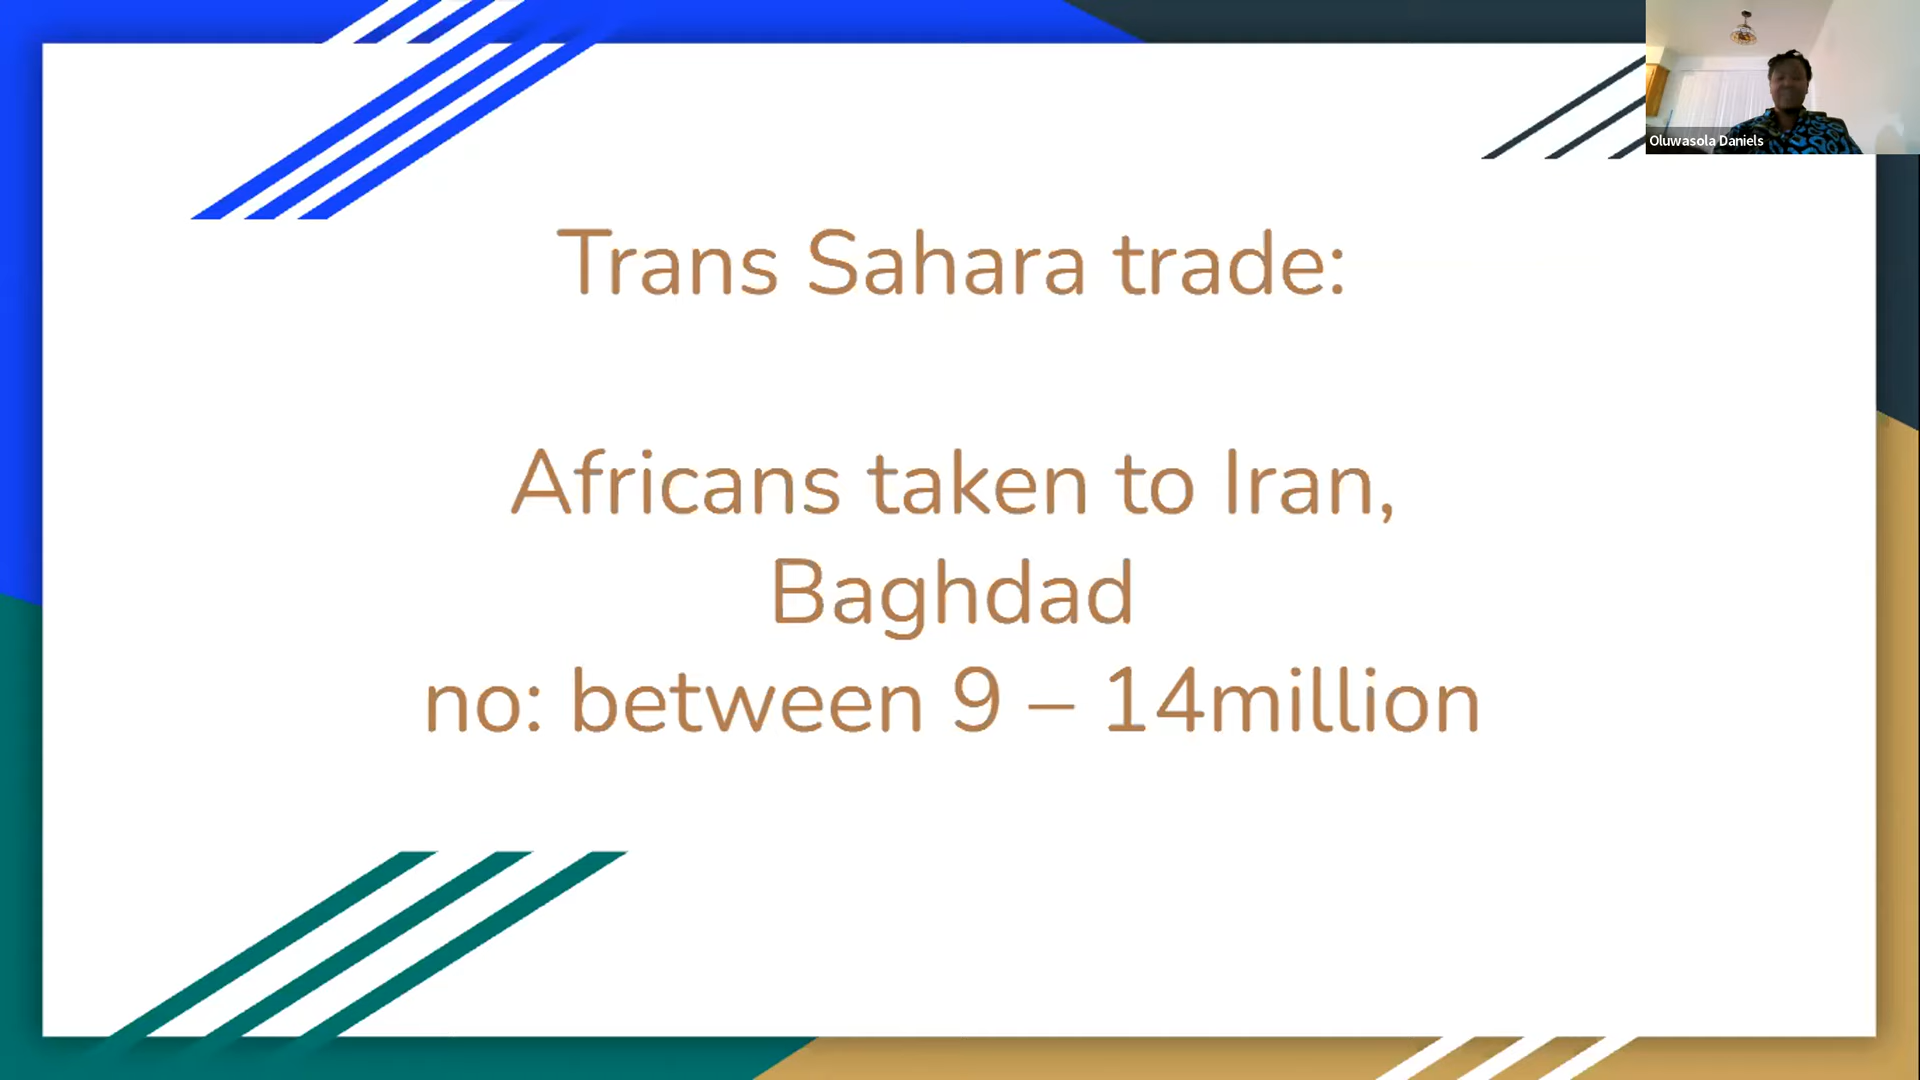 Oluwasola Daniels
Trans Sahara trade:
Africans taken to Iran,
Baghdad
no: between 9 – 14million